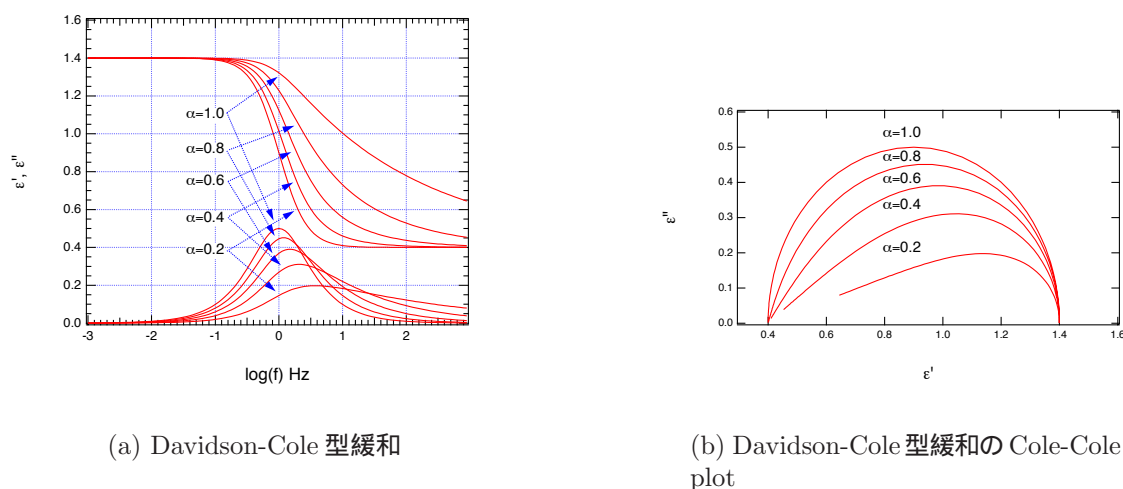 1.6
1.4
1.2
1.0
0.8
0.6
0.4
0.2
0.0
ε', ε"
α=1.0
α=0.8
α=0.6
α=0.4
α=0.2
-3 -2 -1 0 1 2
log(f) Hz
(a) Davidson-Cole 型緩和
0.6
0.5
0.4
0.3
0.2
0.1
0.0
ε"
α=1.0
α=0.8
α=0.6
α=0.4
α=0.2
0.4 0.6 0.8 1.0 1.2 1.4 1.6
ε'
(b) Davidson-Cole 型緩和の Cole-Cole
plot